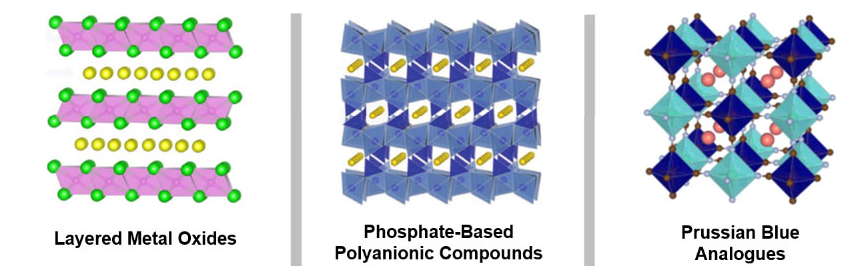 Layered Metal Oxides
Phosphate-Based
Polyanionic Compounds
Prussian Blue
Analogues